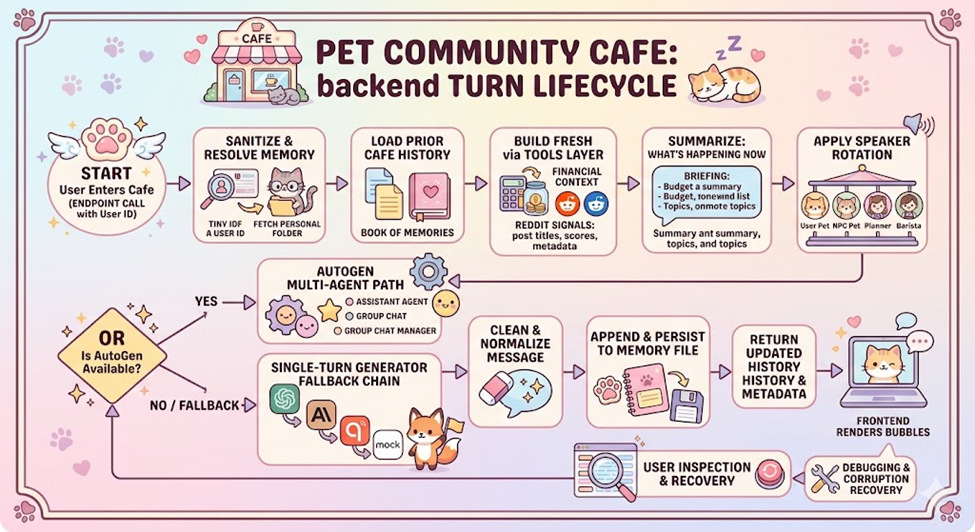 CAFE
PET COMMUNITY CAFE:
backend TURN LIFECYCLE
zZZ
START
User Enters Cafe
(ENDPOINT CALL
with User ID)
SANITIZE &
RESOLVE MEMORY
TINY IDF
A USER ID
FETCH PERSONAL
FOLDER
LOAD PRIOR
CAFE HISTORY
BOOK OF MEMORIES
BUILD FRESH
via TOOLS LAYER
FINANCIAL
CONTEXT
REDDIT SIGNALS:
post titles, scores,
metadata
SUMMARIZE:
WHAT'S HAPPENING NOW
BRIEFING:
- Budget a summary
- Budget, ronewnd list
- Topics, onmote topics
Summary ant summary,
topics, and topics
APPLY SPEAKER
ROTATION
User Pet
NPC Pet
Planner
Barista
OR
Is AutoGen
Available?
YES
NO / FALLBACK
AUTOGEN
MULTI-AGENT PATH
ASSISTANT AGENT
GROUP CHAT
GROUP CHAT MANAGER
SINGLE-TURN GENERATOR
FALLBACK CHAIN
mock
CLEAN &
NORMALIZE
MESSAGE
APPEND & PERSIST
TO MEMORY FILE
RETURN
UPDATED
HISTORY
HISTORY &
METADATA
FRONTEND
RENDERS BUBBLES
USER INSPECTION
& RECOVERY
DEBUGGING &
CORRUPTION
RECOVERY